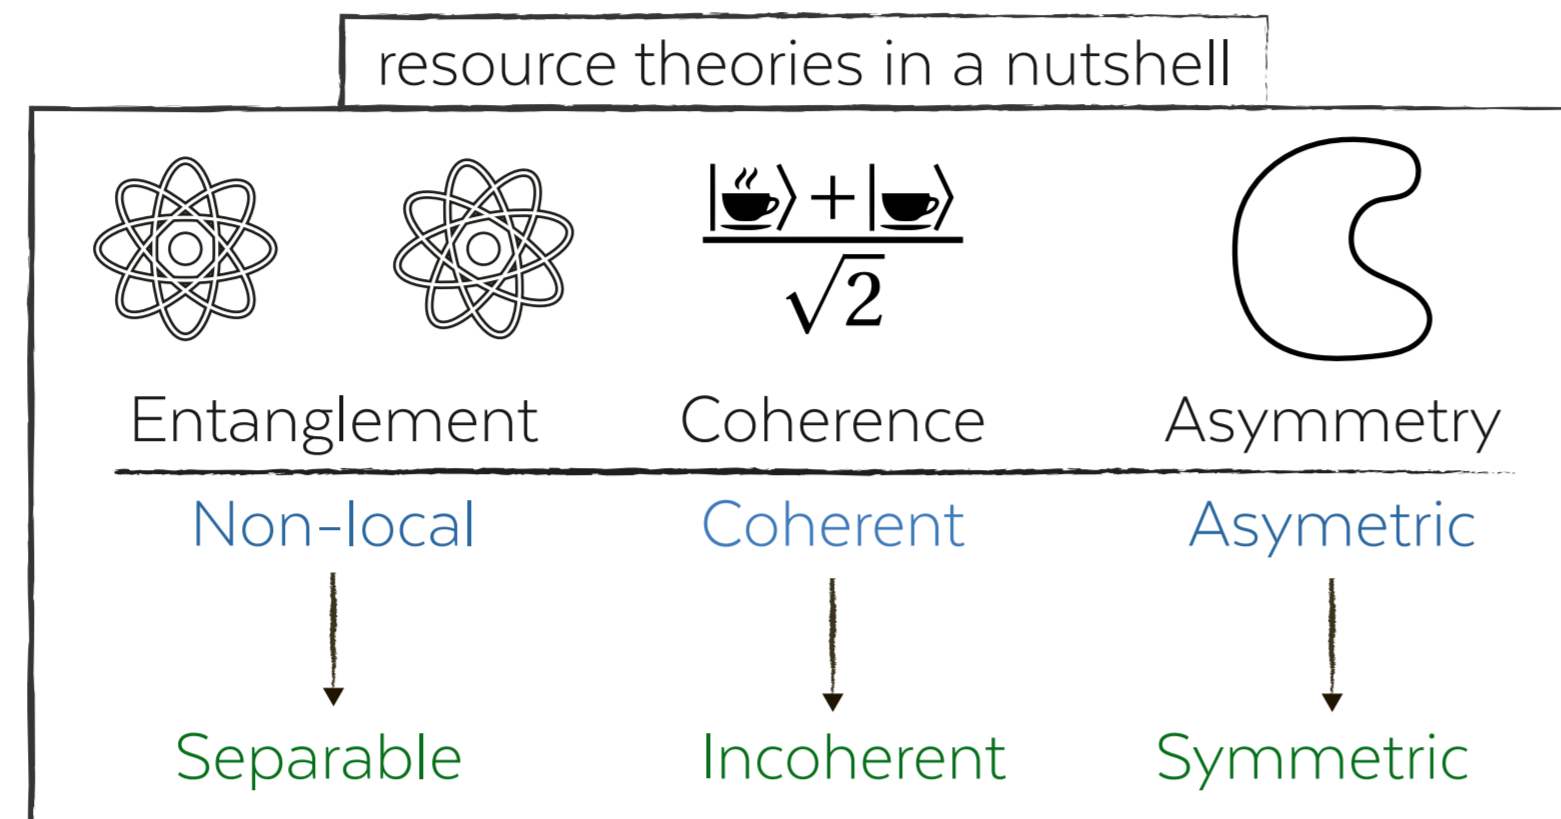 resource theories in a nutshell
|☕⟩ + |☕⟩
√2
Entanglement Coherence Asymmetry
Non-local Coherent Asymetric
Separable Incoherent Symmetric